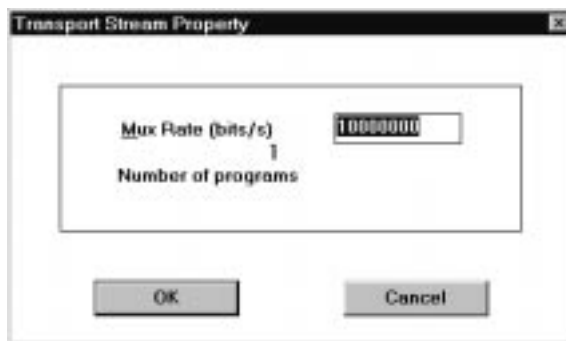 Transport Stream Property
Mux Rate (bits/s) 10000000
1
Number of programs
OK Cancel